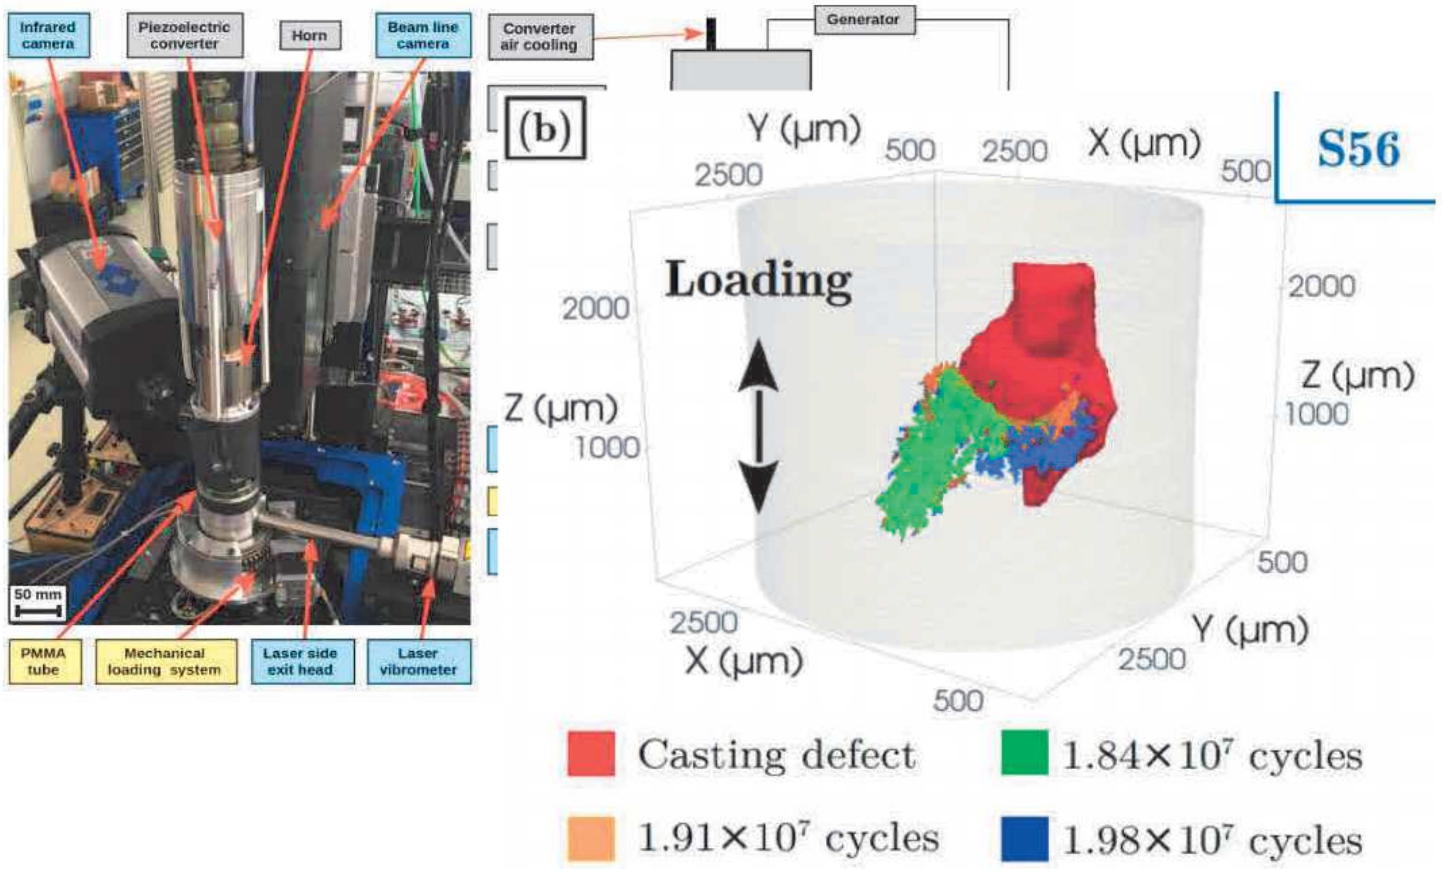 Infrared
camera
Piezoelectric
converter
Horn
Beam line
camera
Converter
air cooling
Generator
50 mm
PMMA
tube
Mechanical
loading system
Laser side
exit head
Laser
vibrometer
(b)
S56
Y (μm)
500
2500
2500
X (μm)
500
Loading
2000
Z (μm)
1000
2000
Z (μm)
1000
500
Y (μm)
2500
2500
X (μm)
500
Casting defect
1.84×10⁷ cycles
1.91×10⁷ cycles
1.98×10⁷ cycles